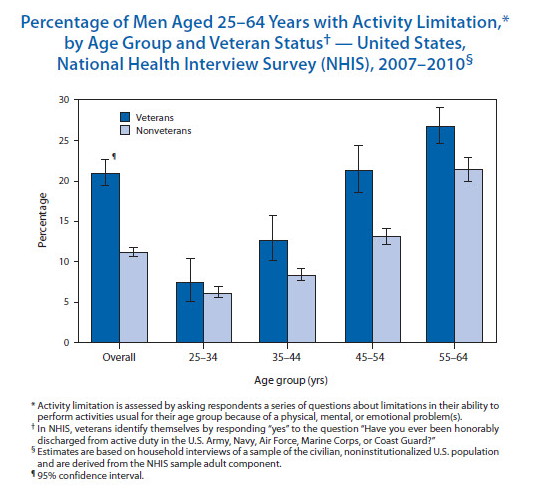 Percentage of Men Aged 25–64 Years with Activity Limitation,*
by Age Group and Veteran Status† — United States,
National Health Interview Survey (NHIS), 2007–2010§
30
25
20
15
10
5
0
Percentage
Veterans
Nonveterans
¶
Overall
25–34
35–44
45–54
55–64
Age group (yrs)
* Activity limitation is assessed by asking respondents a series of questions about limitations in their ability to
perform activities usual for their age group because of a physical, mental, or emotional problem(s).
† In NHIS, veterans identify themselves by responding “yes” to the question “Have you ever been honorably
discharged from active duty in the U.S. Army, Navy, Air Force, Marine Corps, or Coast Guard?”
§ Estimates are based on household interviews of a sample of the civilian, noninstitutionalized U.S. population
and are derived from the NHIS sample adult component.
¶ 95% confidence interval.